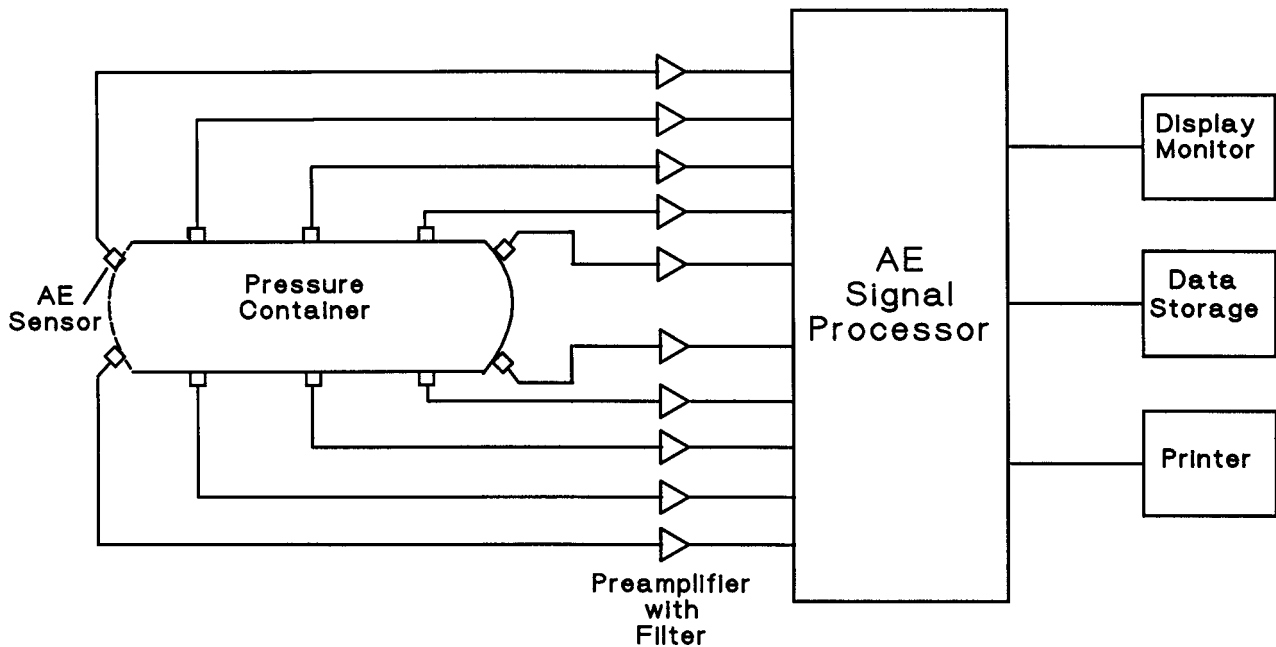 AE
Sensor
Pressure
Container
Preamplifier
with
Filter
AE
Signal
Processor
Display
Monitor
Data
Storage
Printer